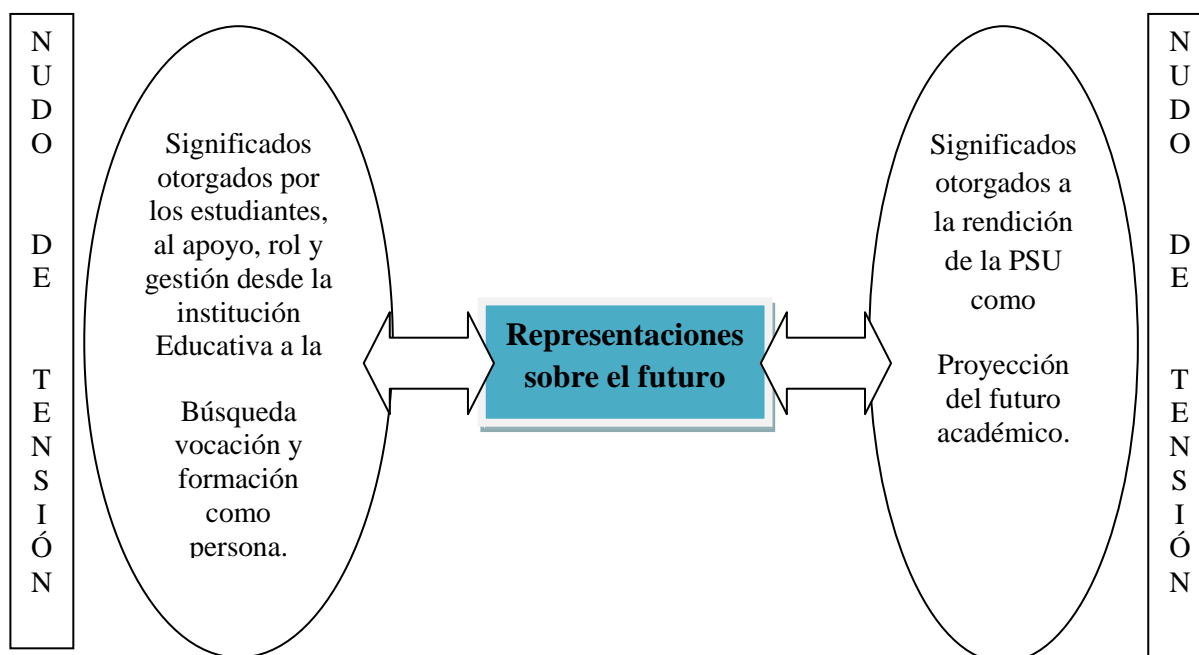 N
U
D
O
D
E
T
E
N
S
I
Ó
N
Significados
otorgados por
los estudiantes,
al apoyo, rol y
gestión desde la
institución
Educativa a la
Búsqueda
vocación y
formación
como
persona.
Representaciones
sobre el futuro
Significados
otorgados a
la rendición
de la PSU
como
Proyección
del futuro
académico.
N
U
D
O
D
E
T
E
N
S
I
Ó
N